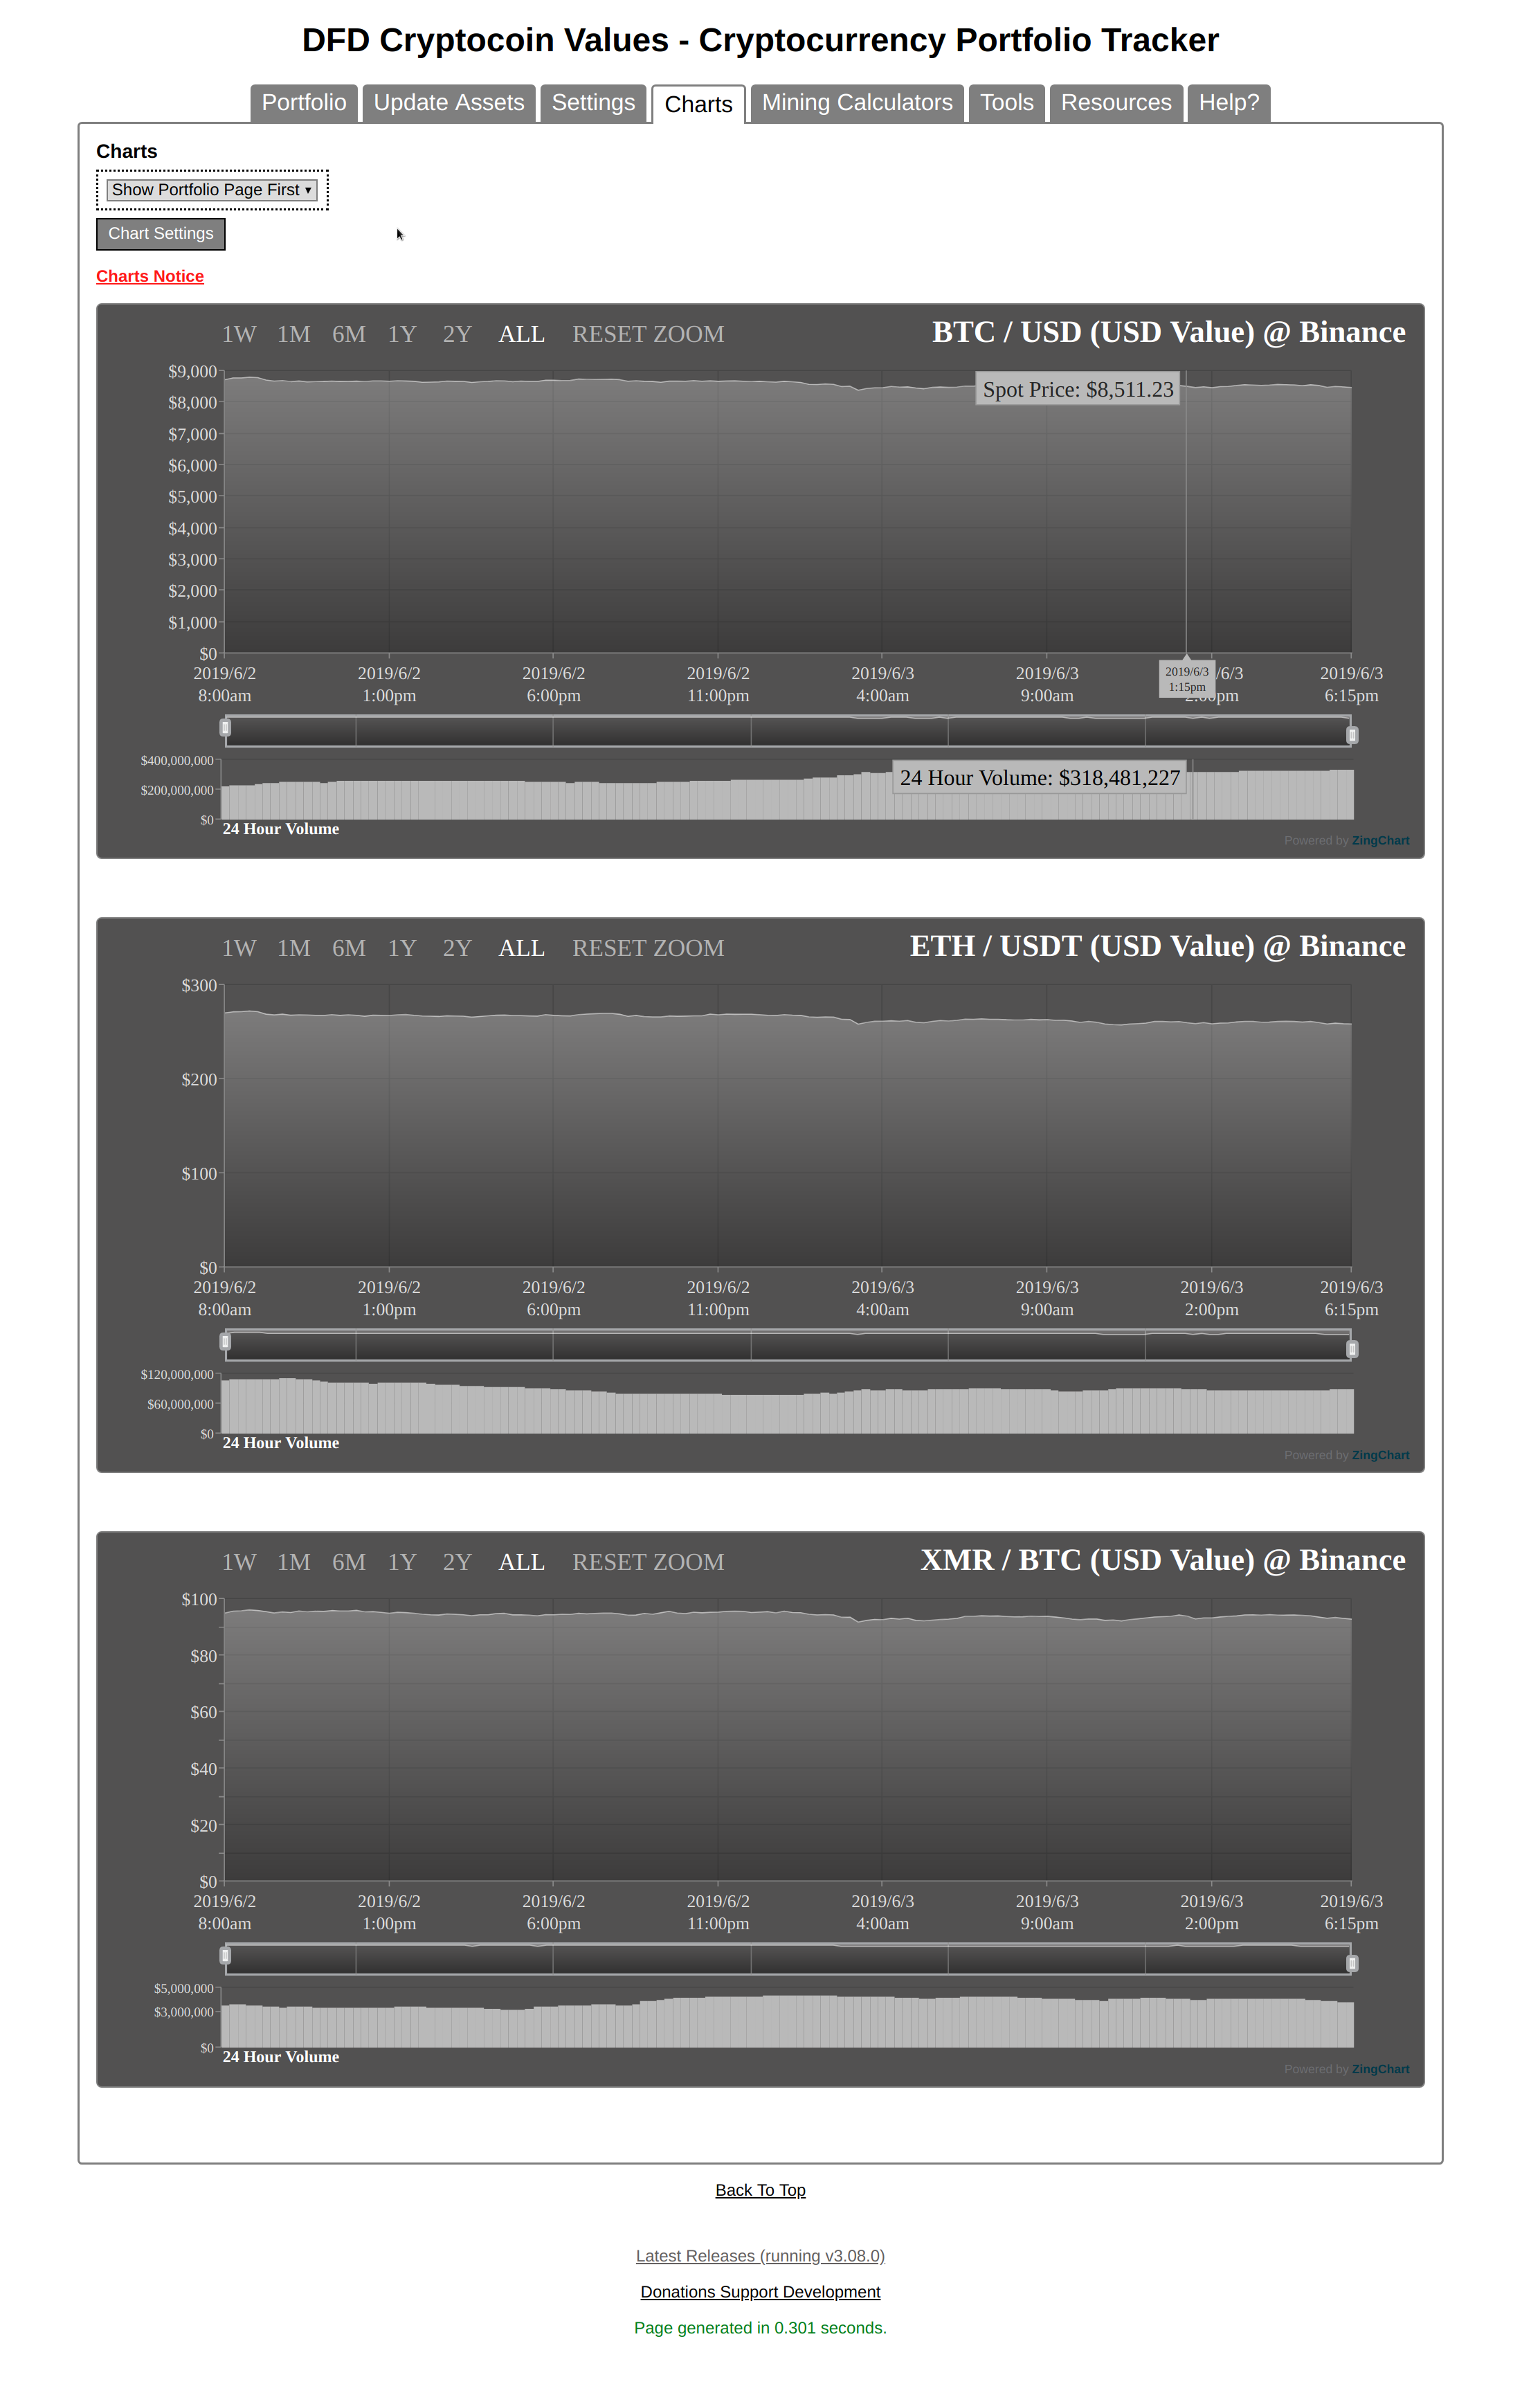 DFD Cryptocoin Values - Cryptocurrency Portfolio Tracker
Portfolio Update Assets Settings Charts Mining Calculators Tools Resources Help?
Charts
Show Portfolio Page First ▾
Chart Settings
Charts Notice
1W 1M 6M 1Y 2Y ALL RESET ZOOM BTC / USD (USD Value) @ Binance
$9,000
Spot Price: $8,511.23
$8,000
$7,000
$6,000
$5,000
$4,000
$3,000
$2,000
$1,000
$0
2019/6/2 2019/6/2 2019/6/2 2019/6/2 2019/6/3 2019/6/3 2019/6/3 /6/3 2019/6/3
8:00am 1:00pm 6:00pm 11:00pm 4:00am 9:00am 1:15pm 2:00pm 6:15pm
$400,000,000
24 Hour Volume: $318,481,227
$200,000,000
$0
24 Hour Volume
Powered by ZingChart
1W 1M 6M 1Y 2Y ALL RESET ZOOM ETH / USDT (USD Value) @ Binance
$300
$200
$100
$0
2019/6/2 2019/6/2 2019/6/2 2019/6/2 2019/6/3 2019/6/3 2019/6/3 2019/6/3
8:00am 1:00pm 6:00pm 11:00pm 4:00am 9:00am 2:00pm 6:15pm
$120,000,000
$60,000,000
$0
24 Hour Volume
Powered by ZingChart
1W 1M 6M 1Y 2Y ALL RESET ZOOM XMR / BTC (USD Value) @ Binance
$100
$80
$60
$40
$20
$0
2019/6/2 2019/6/2 2019/6/2 2019/6/2 2019/6/3 2019/6/3 2019/6/3 2019/6/3
8:00am 1:00pm 6:00pm 11:00pm 4:00am 9:00am 2:00pm 6:15pm
$5,000,000
$3,000,000
$0
24 Hour Volume
Powered by ZingChart
Back To Top
Latest Releases (running v3.08.0)
Donations Support Development
Page generated in 0.301 seconds.